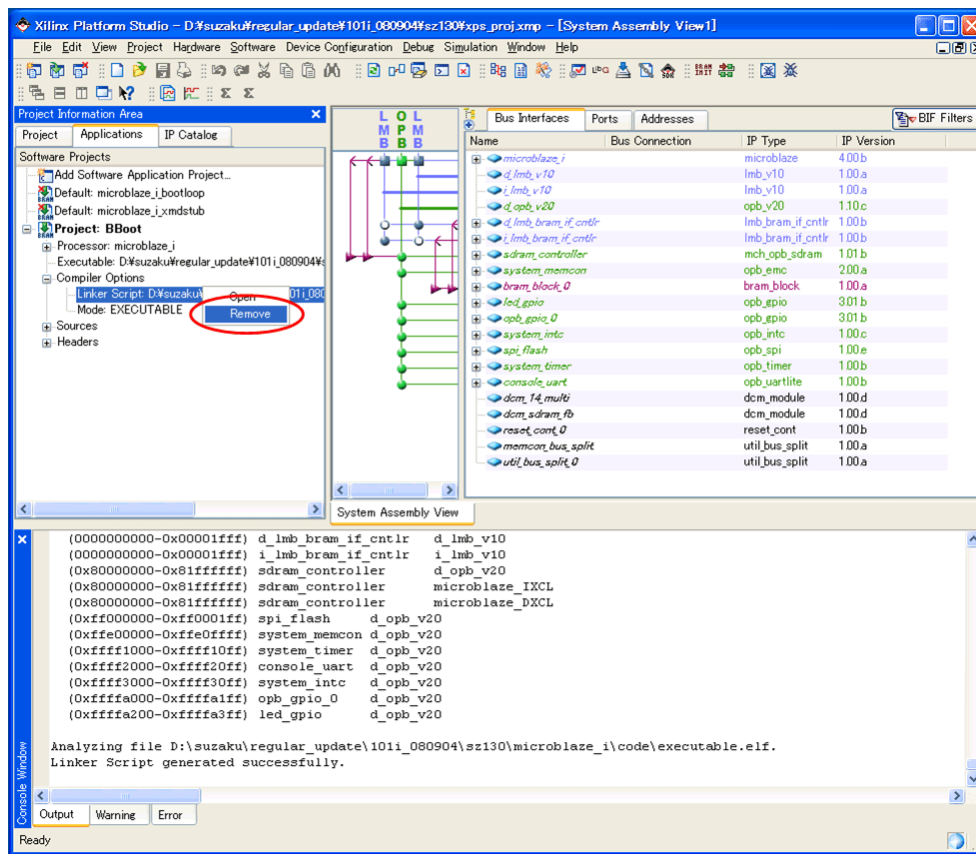 Xilinx Platform Studio - D:¥suzaku¥regular_update¥101i_080904¥sz130¥xps_proj.xmp - [System Assembly View1]
File Edit View Project Hardware Software Device Configuration Debug Simulation Window Help
Project Information Area
Project Applications IP Catalog
Software Projects
Add Software Application Project...
BRAM Default: microblaze_i_bootloop
BRAM Default: microblaze_i_xmdstub
BRAM Project: BBoot
Processor: microblaze_i
Executable: D:¥suzaku¥regular_update¥101i_080904¥s
Compiler Options
Linker Script: D:¥suzaku¥ 01i_080
Open
Mode: EXECUTABLE
Remove
Sources
Headers
L O L
M P M
B B B
System Assembly View
Bus Interfaces Ports Addresses BIF Filters
Name Bus Connection IP Type IP Version
microblaze_i microblaze 4.00.b
d_lmb_v10 lmb_v10 1.00.a
i_lmb_v10 lmb_v10 1.00.a
d_opb_v20 opb_v20 1.10.c
d_lmb_bram_if_cntlr lmb_bram_if_cntlr 1.00.b
i_lmb_bram_if_cntlr lmb_bram_if_cntlr 1.00.b
sdram_controller mch_opb_sdram 1.01.b
system_memcon opb_emc 2.00.a
bram_block_0 bram_block 1.00.a
led_gpio opb_gpio 3.01.b
opb_gpio_0 opb_gpio 3.01.b
system_intc opb_intc 1.00.c
spi_flash opb_spi 1.00.e
system_timer opb_timer 1.00.b
console_uart opb_uartlite 1.00.b
dcm_14_multi dcm_module 1.00.d
dcm_sdram_fb dcm_module 1.00.d
reset_cont_0 reset_cont 1.00.b
memcon_bus_split util_bus_split 1.00.a
util_bus_split_0 util_bus_split 1.00.a
(0000000000-0x00001fff) d_lmb_bram_if_cntlr d_lmb_v10
(0000000000-0x00001fff) i_lmb_bram_if_cntlr i_lmb_v10
(0x80000000-0x81ffffff) sdram_controller d_opb_v20
(0x80000000-0x81ffffff) sdram_controller microblaze_IXCL
(0x80000000-0x81ffffff) sdram_controller microblaze_DXCL
(0xff000000-0xff0001ff) spi_flash d_opb_v20
(0xffe00000-0xffe0ffff) system_memcon d_opb_v20
(0xffff1000-0xffff10ff) system_timer d_opb_v20
(0xffff2000-0xffff20ff) console_uart d_opb_v20
(0xffff3000-0xffff30ff) system_intc d_opb_v20
(0xffffa000-0xffffa1ff) opb_gpio_0 d_opb_v20
(0xffffa200-0xffffa3ff) led_gpio d_opb_v20
Analyzing file D:\suzaku\regular_update\101i_080904\sz130\microblaze_i\code\executable.elf.
Linker Script generated successfully.
Console Window
Output Warning Error
Ready